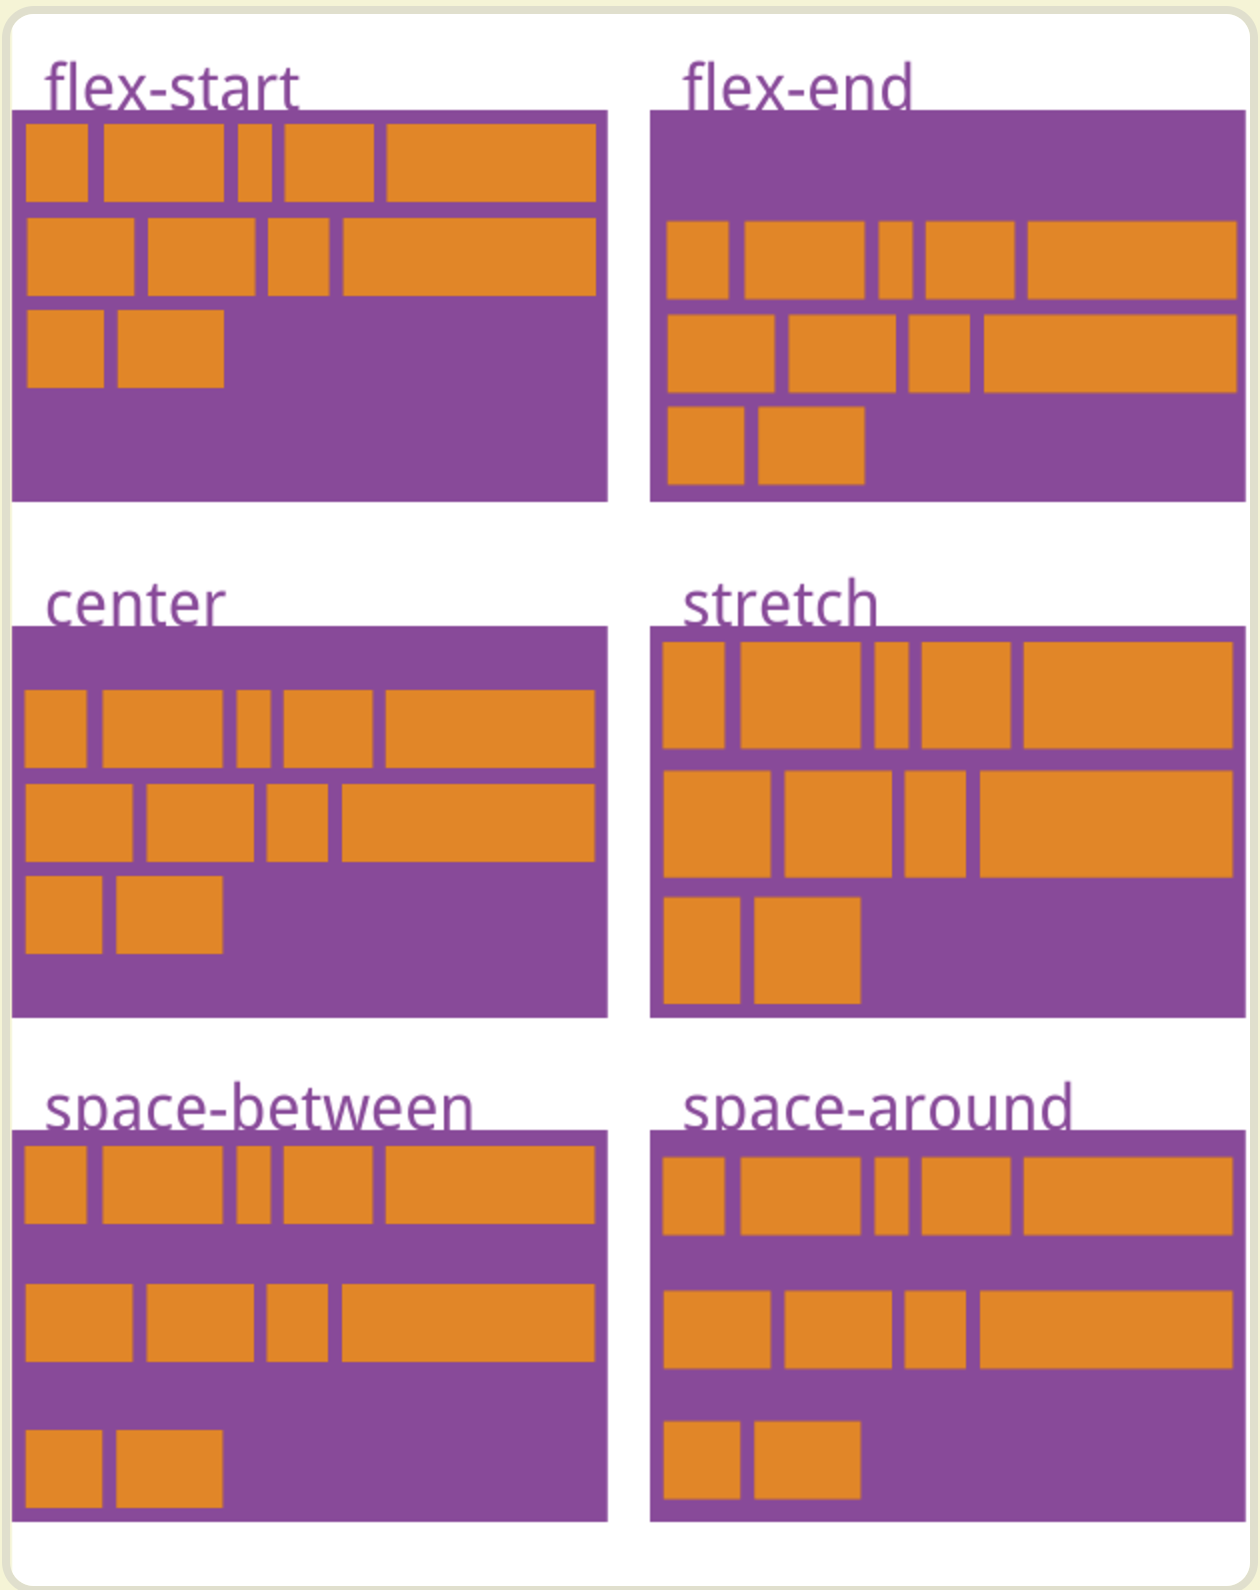 flex-start
flex-end
center
stretch
space-between
space-around